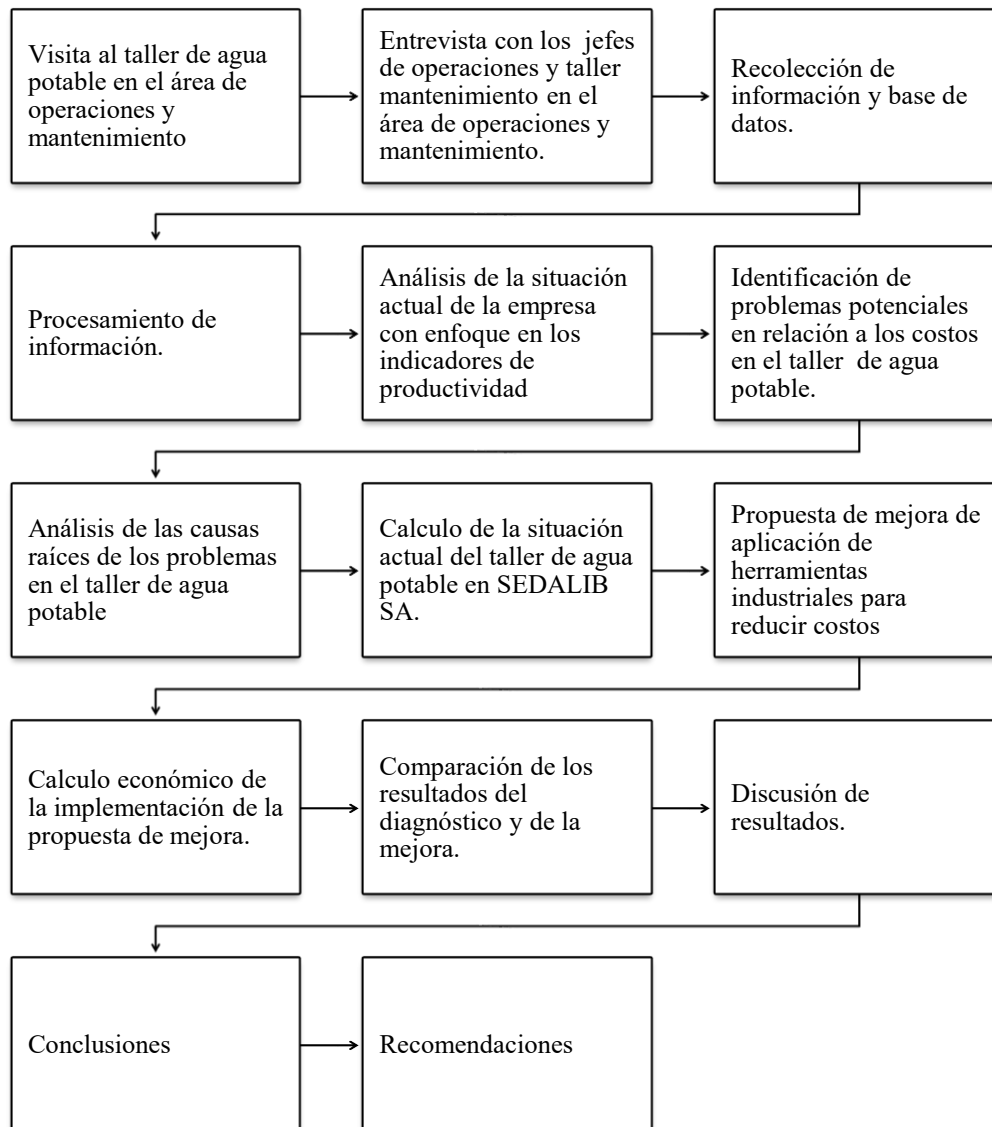 Visita al taller de agua
potable en el área de
operaciones y
mantenimiento
Entrevista con los jefes
de operaciones y taller
mantenimiento en el
área de operaciones y
mantenimiento.
Recolección de
información y base de
datos.
Procesamiento de
información.
Análisis de la situación
actual de la empresa
con enfoque en los
indicadores de
productividad
Identificación de
problemas potenciales
en relación a los costos
en el taller de agua
potable.
Análisis de las causas
raíces de los problemas
en el taller de agua
potable
Calculo de la situación
actual del taller de agua
potable en SEDALIB
SA.
Propuesta de mejora de
aplicación de
herramientas
industriales para
reducir costos
Calculo económico de
la implementación de la
propuesta de mejora.
Comparación de los
resultados del
diagnóstico y de la
mejora.
Discusión de
resultados.
Conclusiones
Recomendaciones